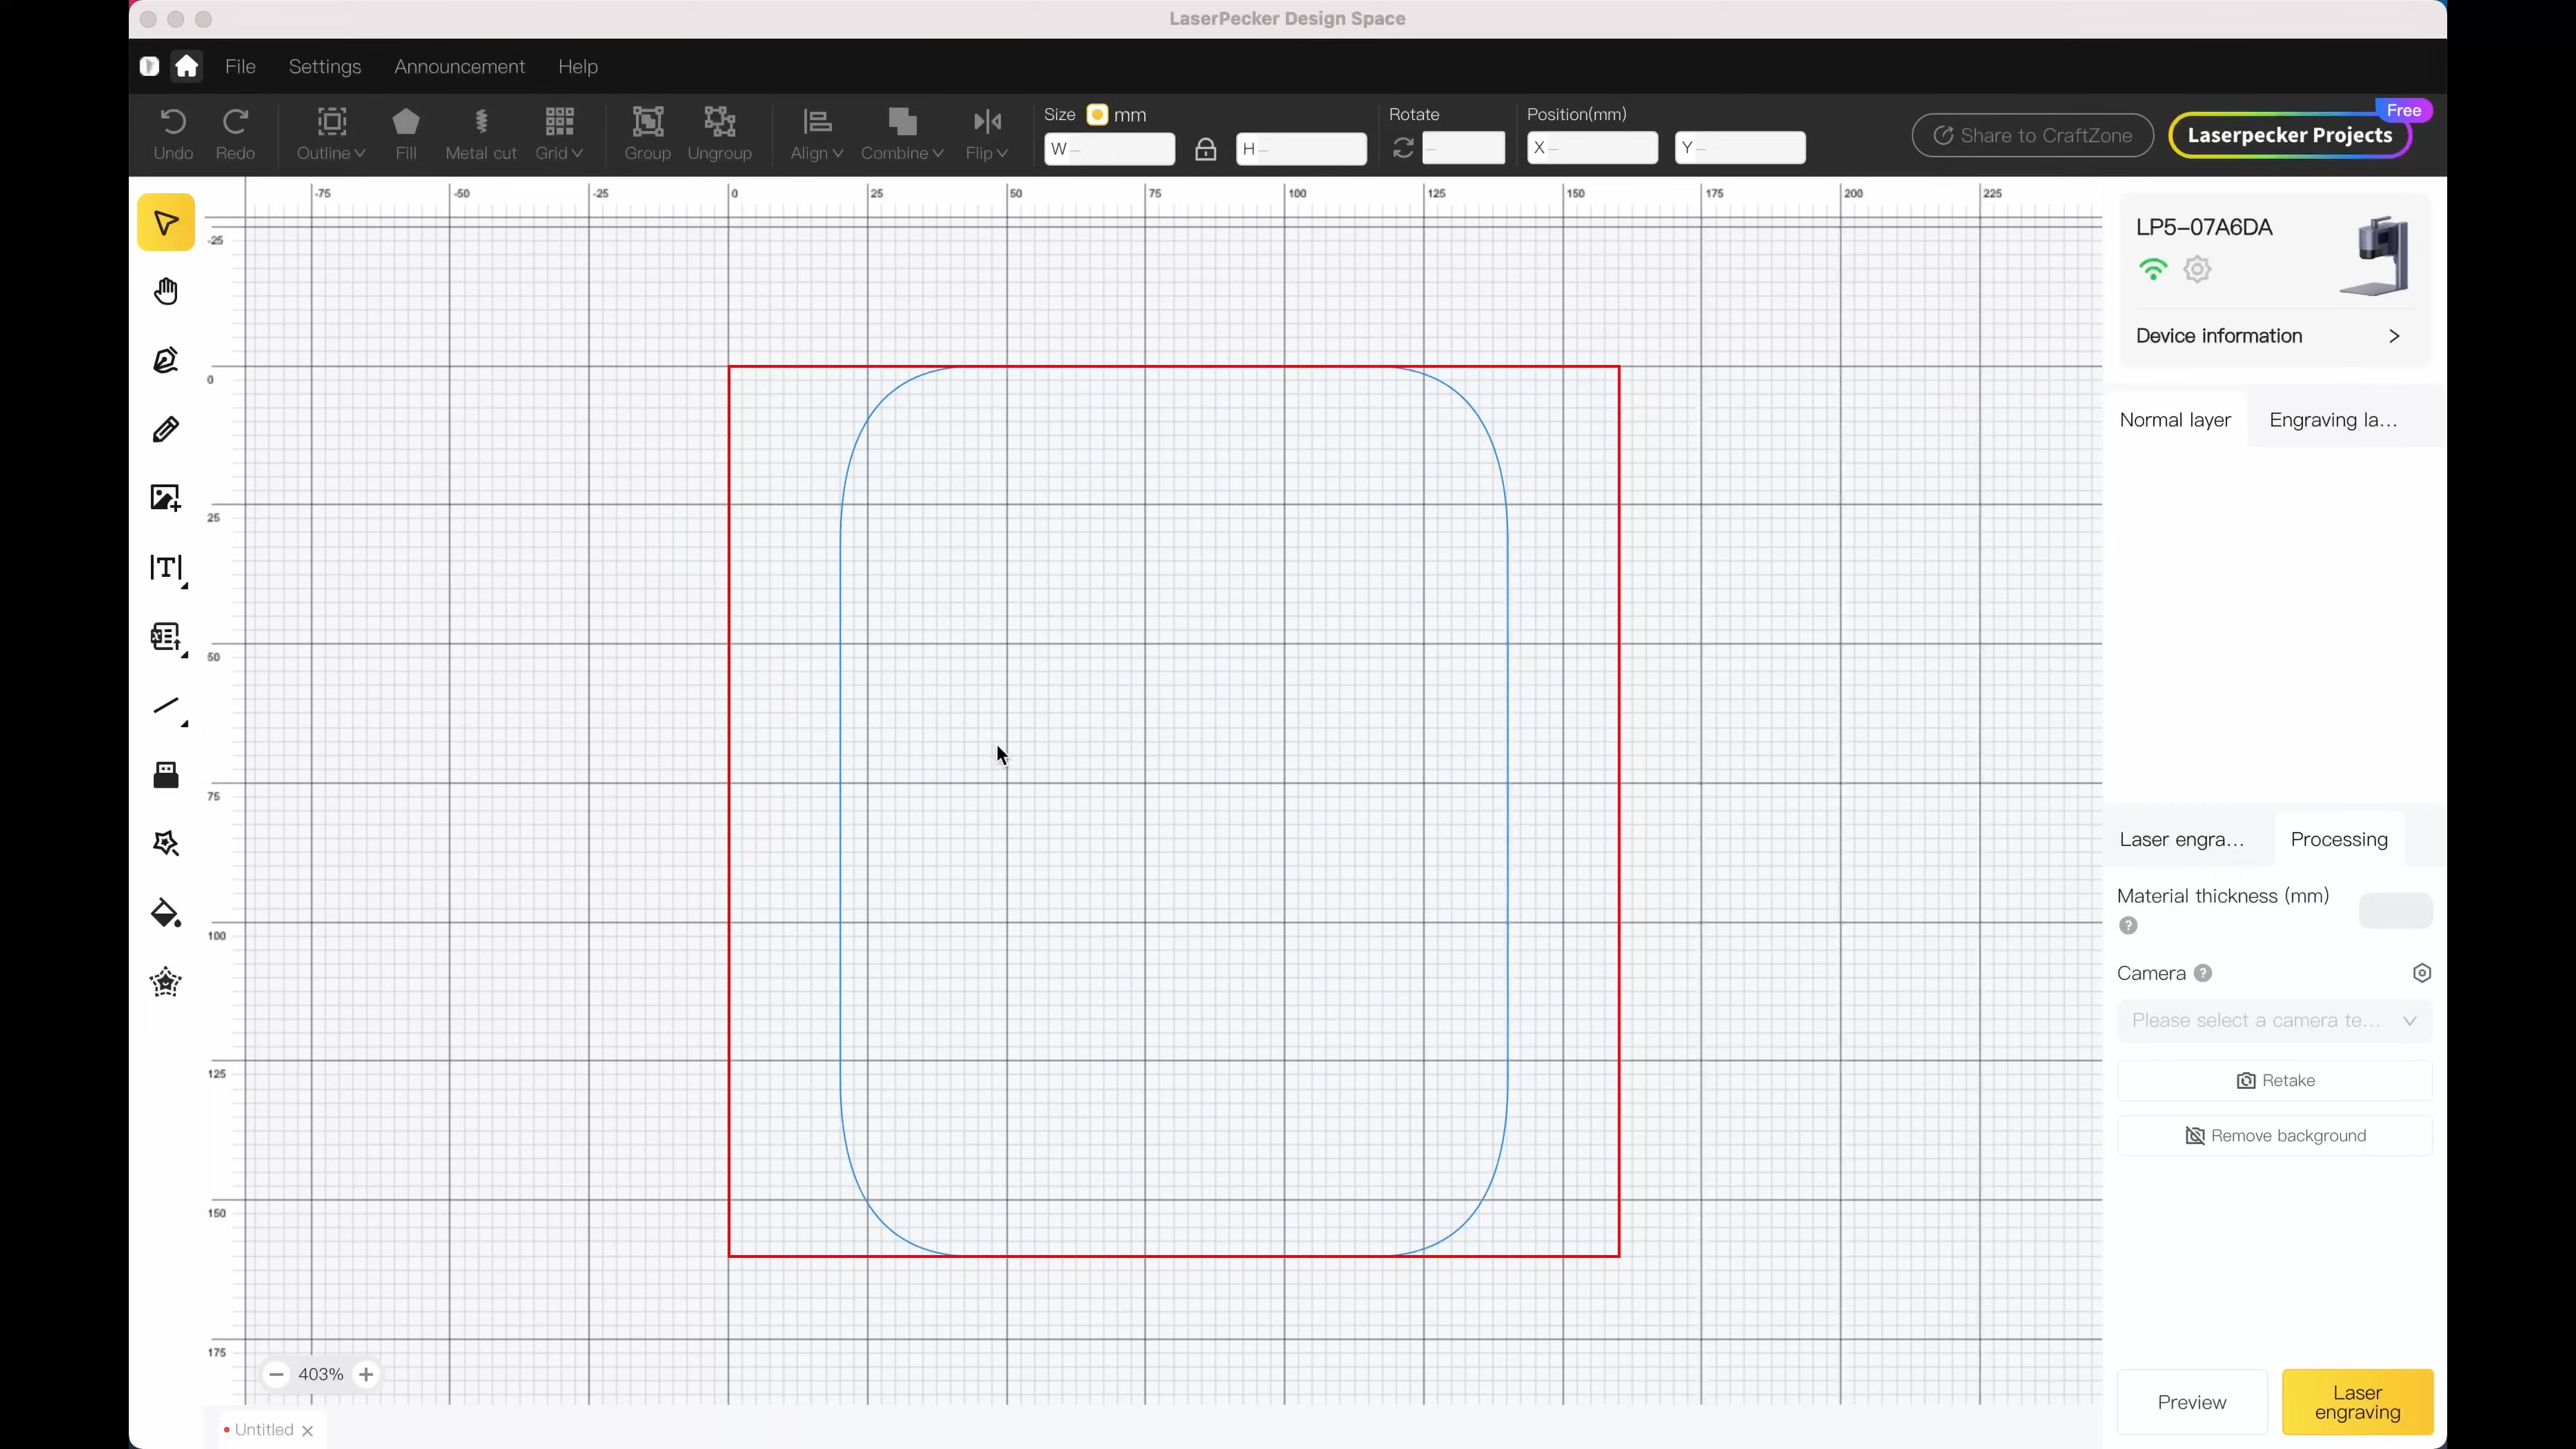 LaserPecker Design Space
File Settings Announcement Help
Size mm Rotate Position(mm)
Free
Share to CraftZone Laserpecker Projects
W – H – – X – Y –
Undo Redo Outline Fill Metal cut Grid Group Ungroup Align Combine Flip
-75 -50 -25 0 25 50 75 100 125 150 175 200 225
-25
0
25
50
75
100
125
150
175
LP5-07A6DA
Device information
Normal layer Engraving la...
Laser engra... Processing
Material thickness (mm)
?
Camera ?
Please select a camera te...
Retake
Remove background
403%
Preview
Laser
engraving
Untitled